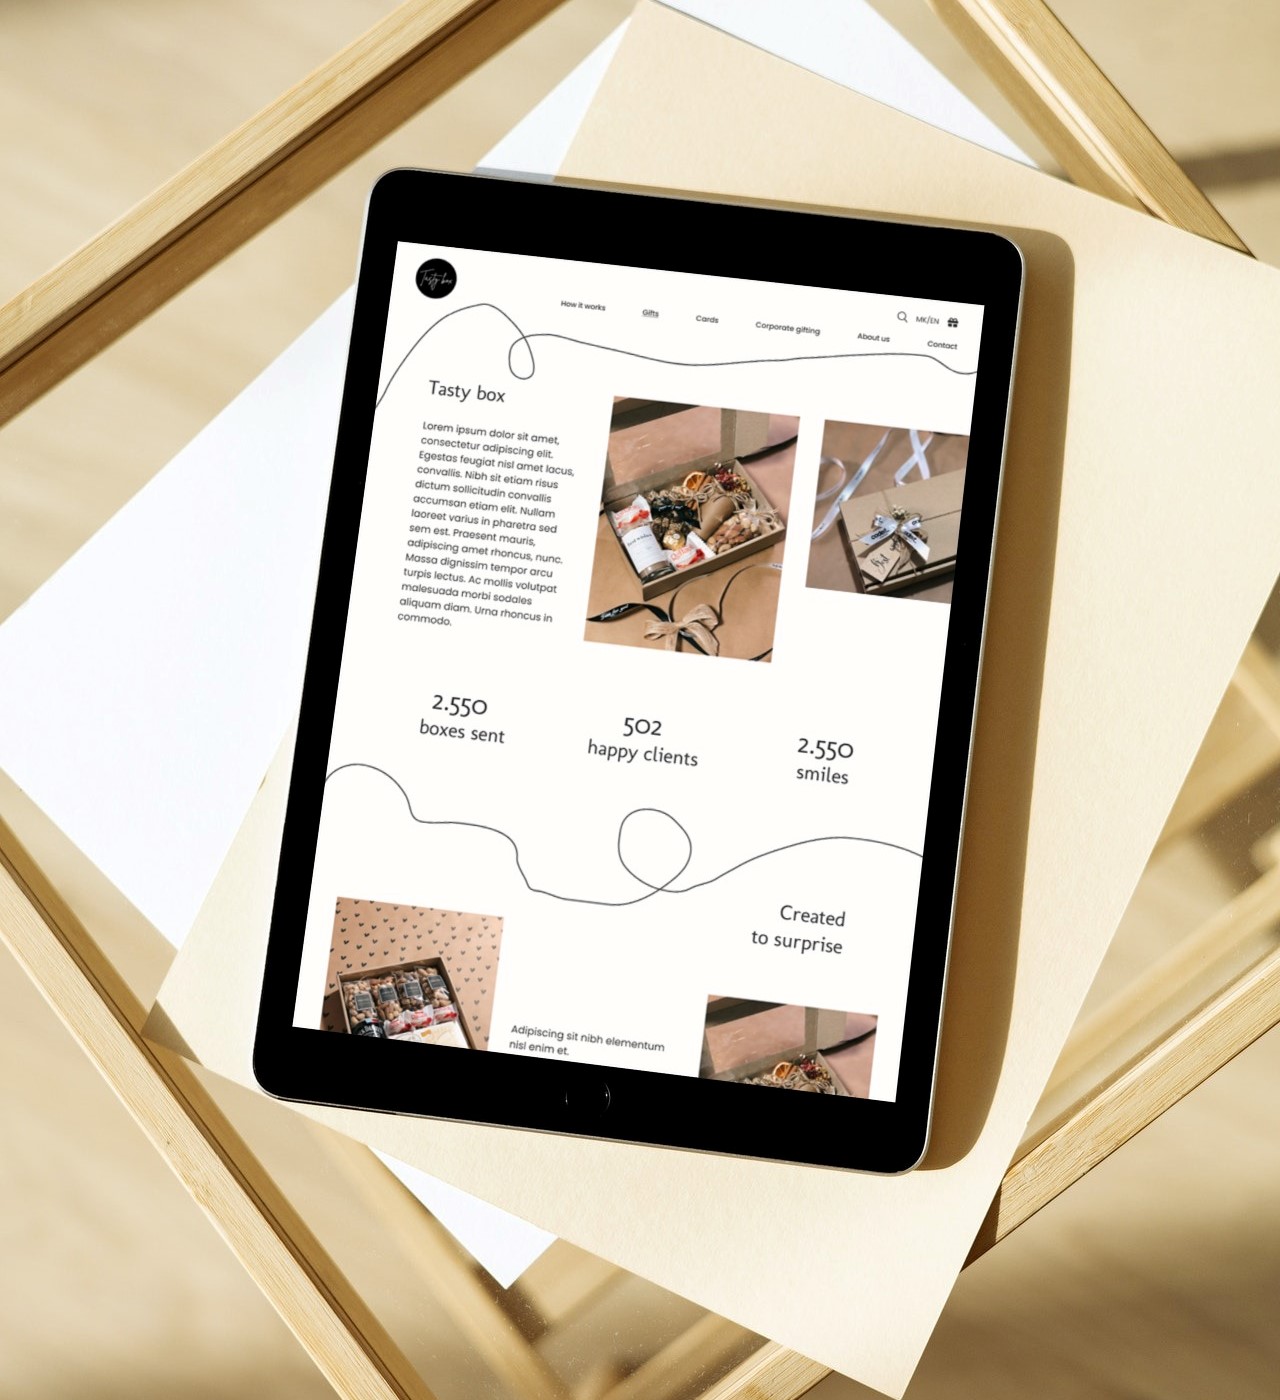 Tasty box
MK/EN
How it works
Gifts
Cards
Corporate gifting
About us
Contact
Tasty box
Lorem ipsum dolor sit amet,
consectetur adipiscing elit.
Egestas feugiat nisl amet lacus,
convallis. Nibh sit etiam risus
dictum sollicitudin convallis
accumsan etiam elit. Nullam
laoreet varius in pharetra sed
sem est. Praesent mauris,
adipiscing amet rhoncus, nunc.
Massa dignissim tempor arcu
turpis lectus. Ac mollis volutpat
malesuada morbi sodales
aliquam diam. Urna rhoncus in
commodo.
2.550
boxes sent
502
happy clients
2.550
smiles
Created
to surprise
Adipiscing sit nibh elementum
nisl enim et.